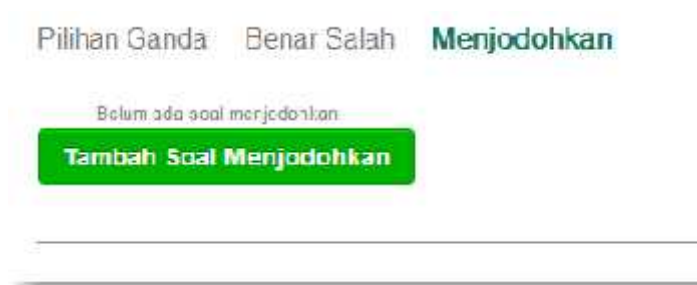 Pilihan Ganda Benar Salah Menjodohkan
Belum ada soal menjodohkan
Tambah Soal Menjodohkan